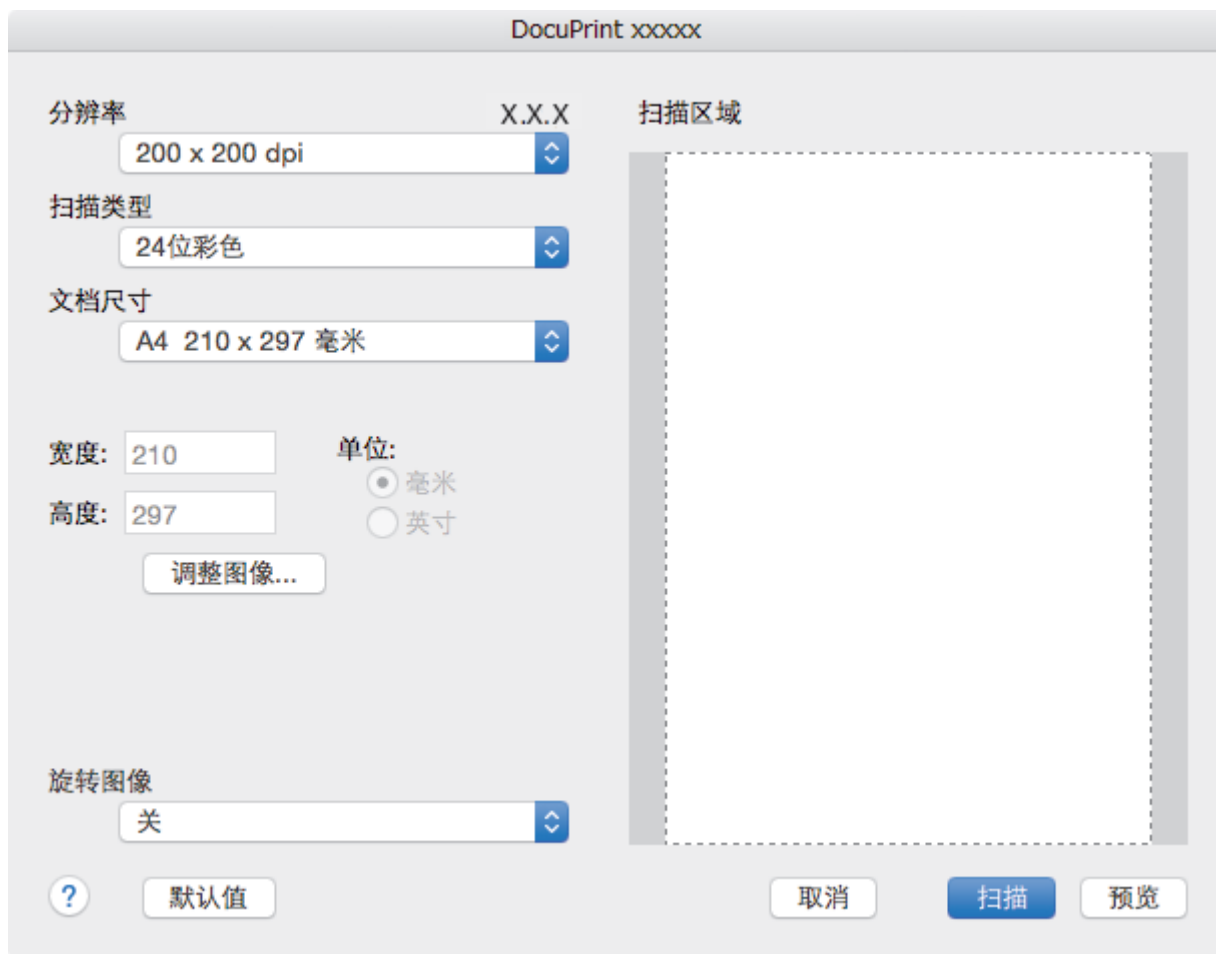 DocuPrint xxxxx
分辨率
X.X.X
200 x 200 dpi
扫描类型
24位彩色
文档尺寸
A4 210 x 297 毫米
宽度: 210
高度: 297
单位:
毫米
英寸
调整图像...
旋转图像
关
扫描区域
?
默认值
取消
扫描
预览